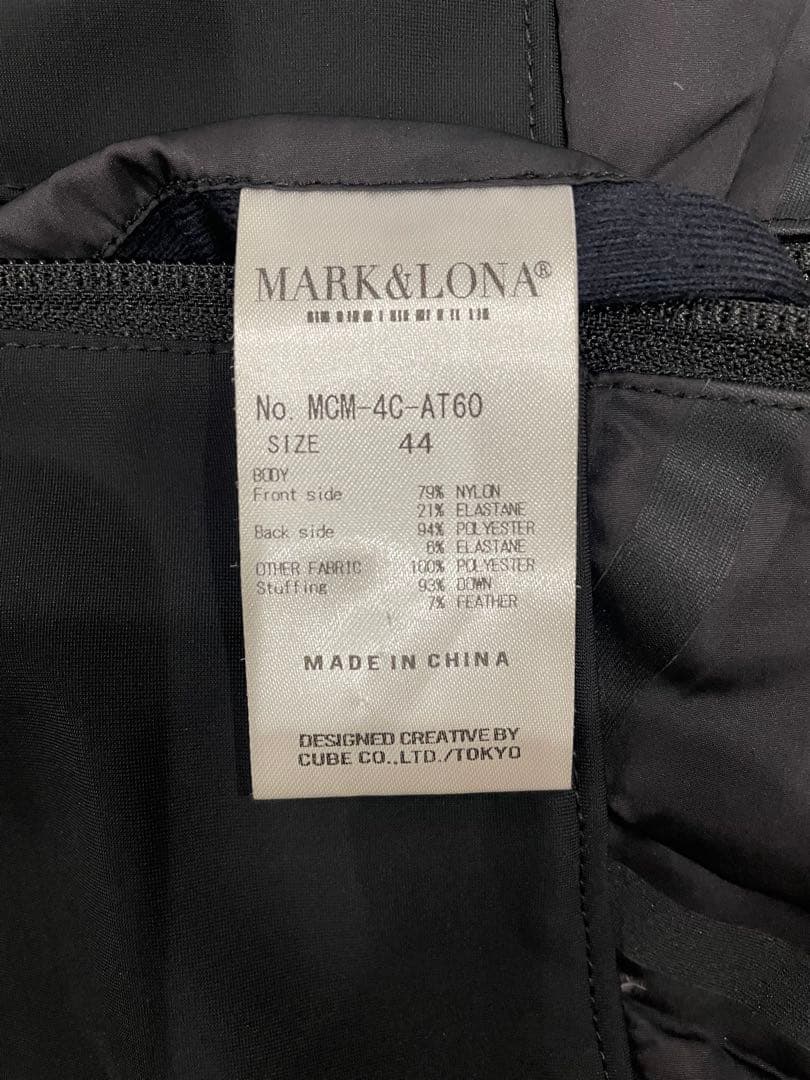 MARK&LONA®
No. MCM-4C-AT60
SIZE 44
BODY
Front side 79% NYLON
21% ELASTANE
Back side 94% POLYESTER
6% ELASTANE
OTHER FABRIC 100% POLYESTER
Stuffing 93% DOWN
7% FEATHER
MADE IN CHINA
DESIGNED CREATIVE BY
CUBE CO.,LTD./TOKYO